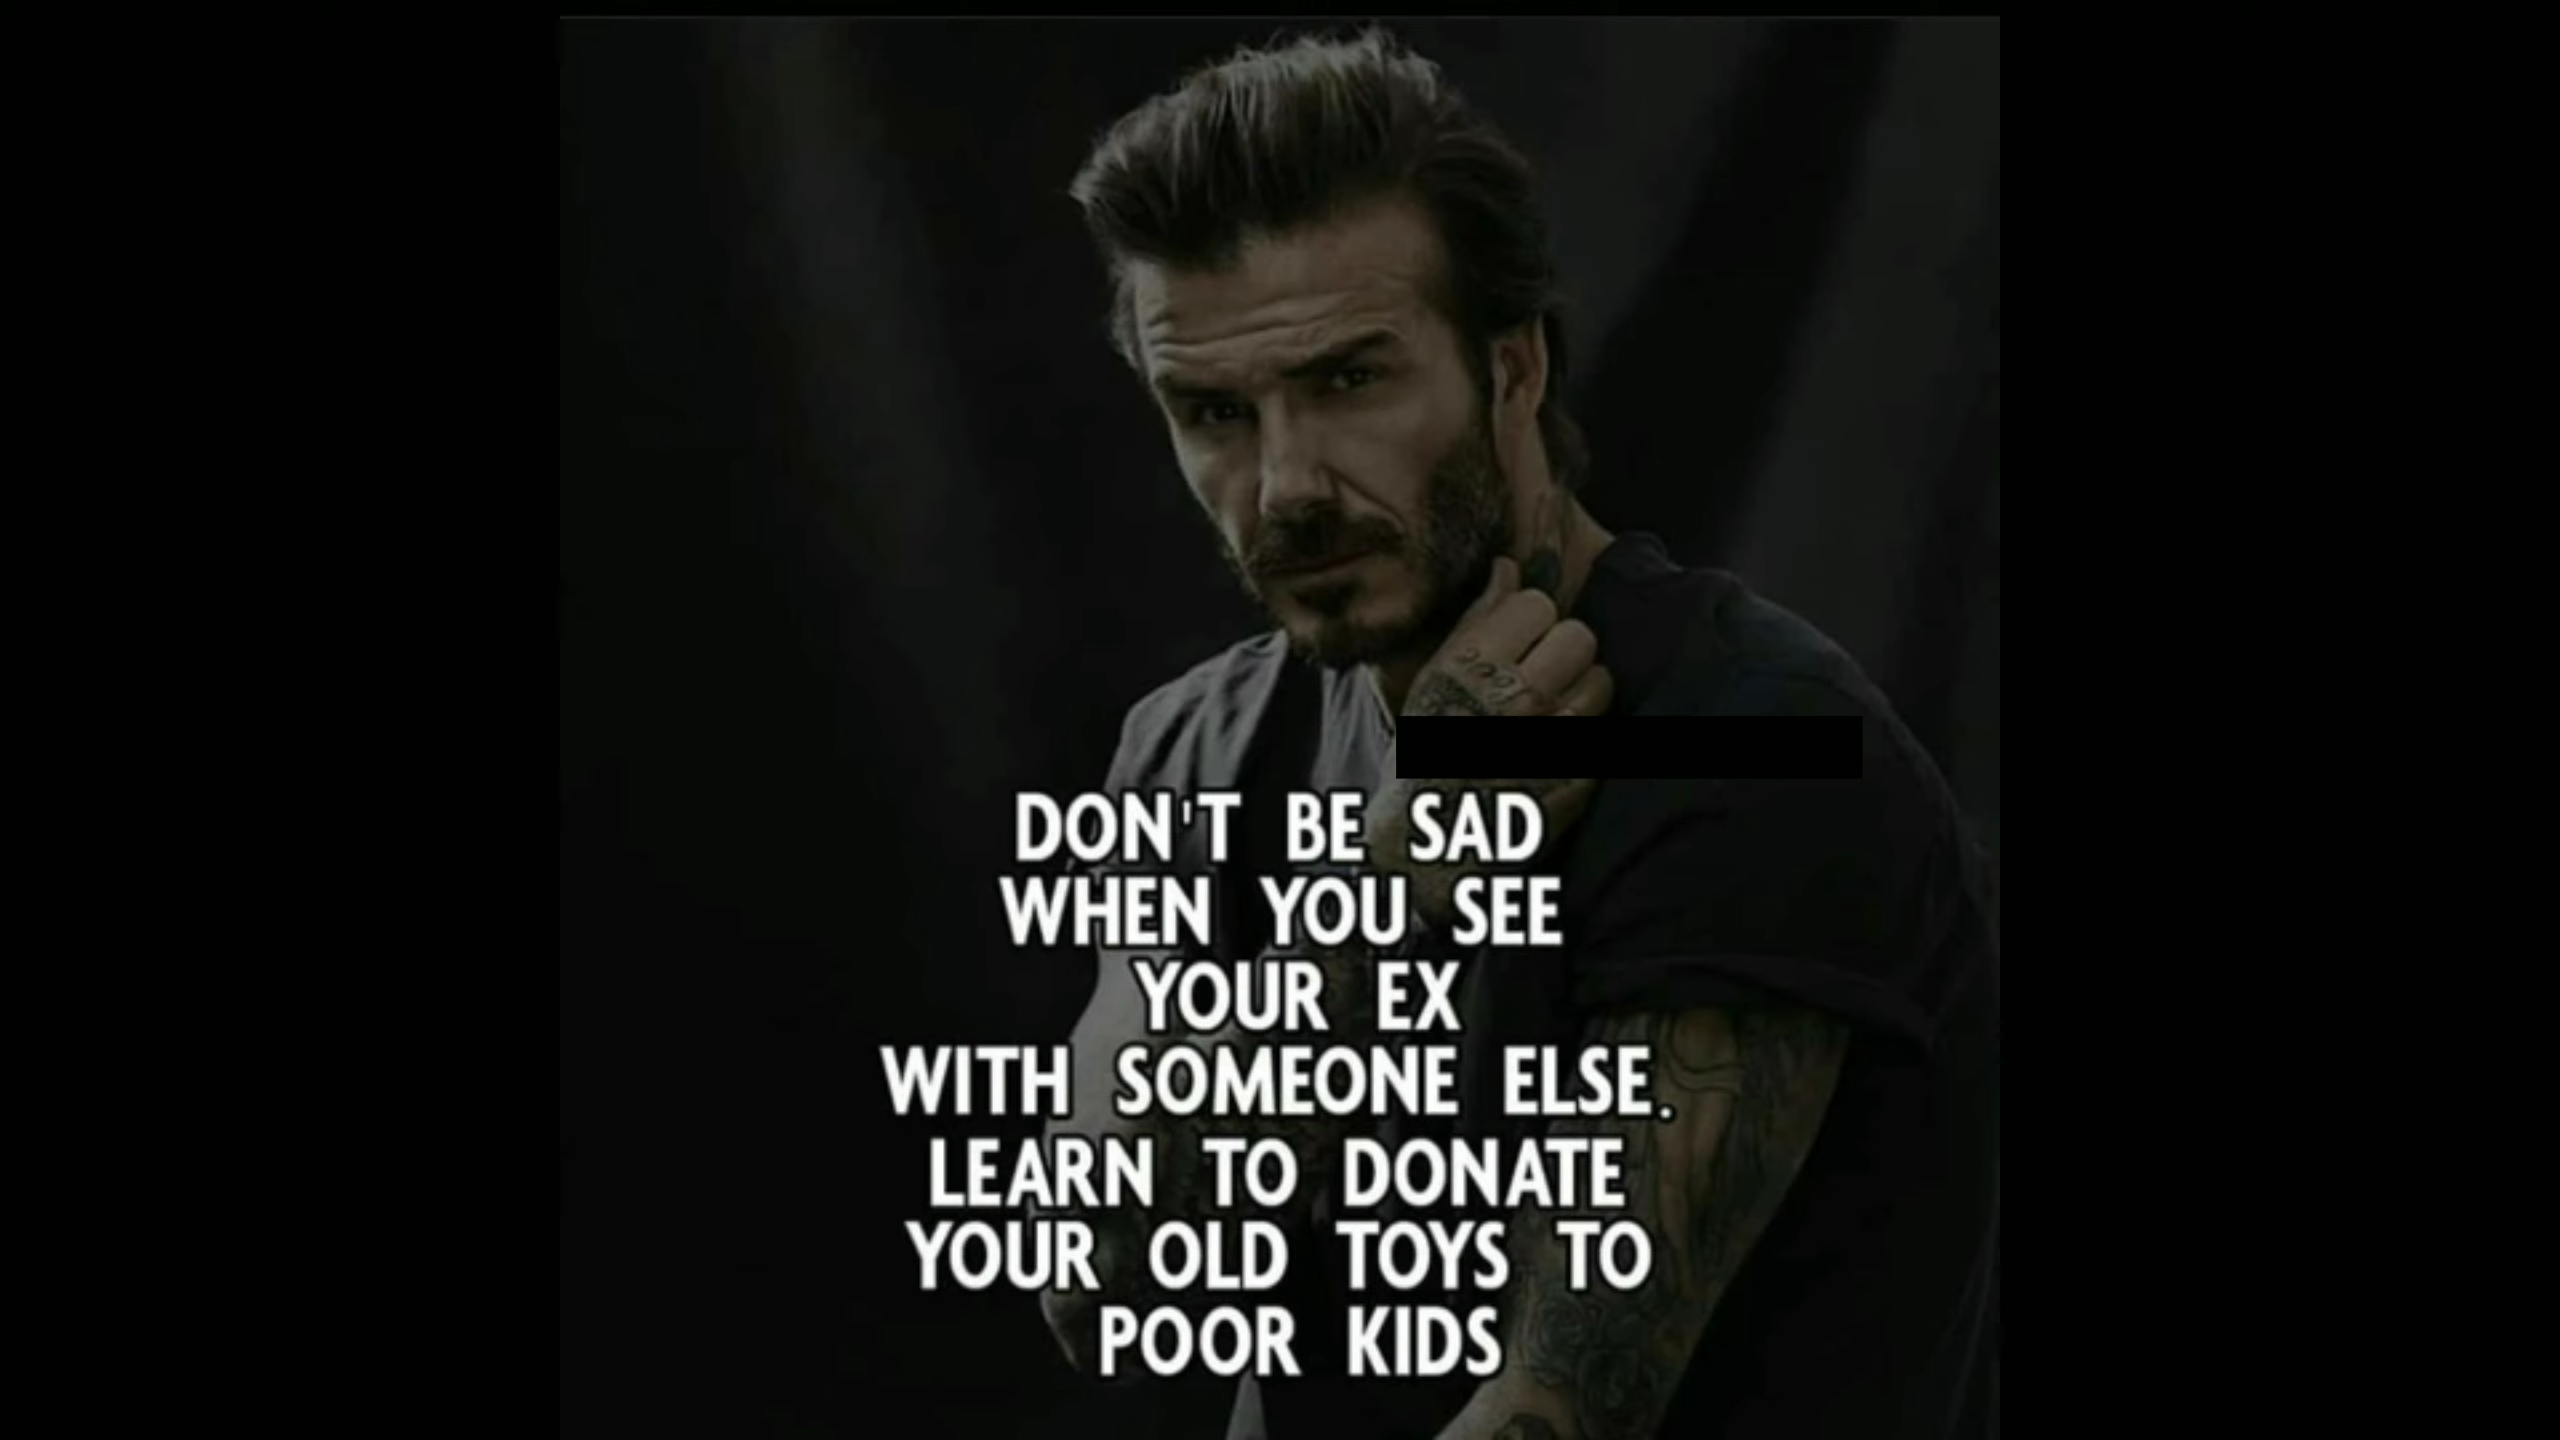 DON'T BE SAD
WHEN YOU SEE
YOUR EX
WITH SOMEONE ELSE.
LEARN TO DONATE
YOUR OLD TOYS TO
POOR KIDS